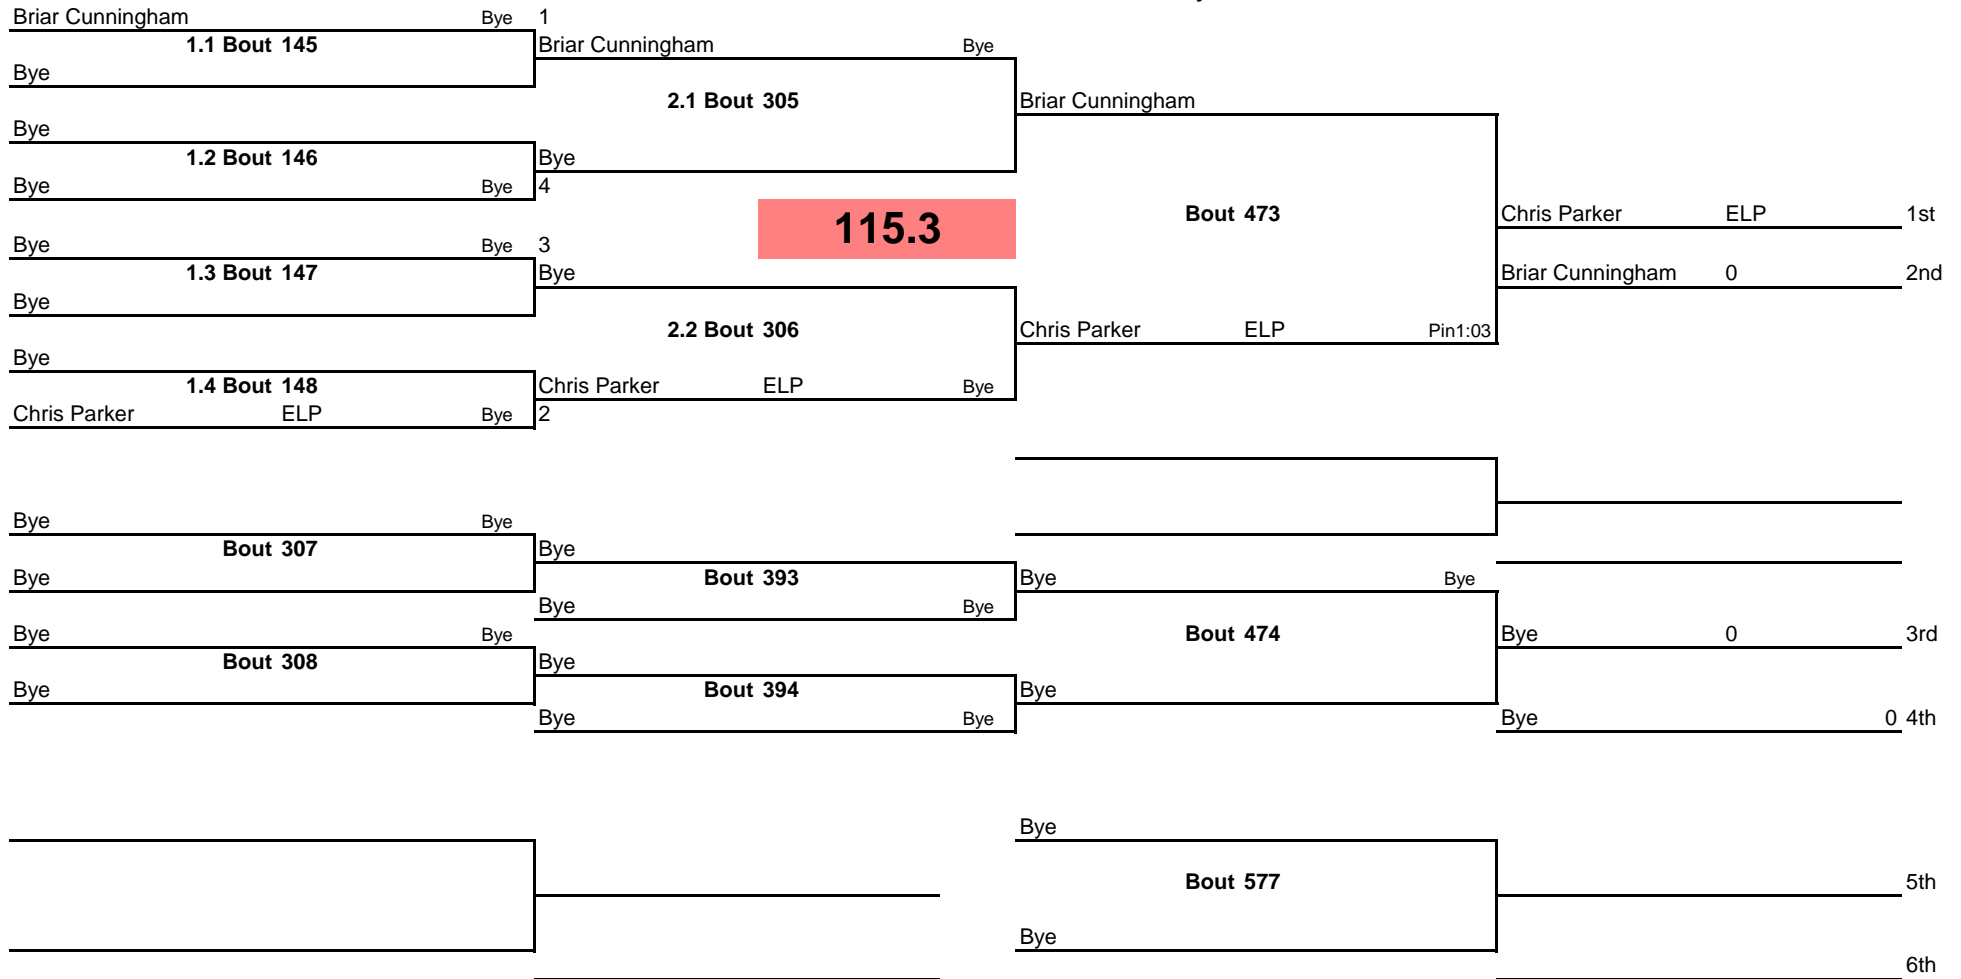 Briar Cunningham Bye 1
1.1 Bout 145 Briar Cunningham Bye
Bye
2.1 Bout 305 Briar Cunningham
Bye
1.2 Bout 146 Bye
Bye Bye 4
115.3 Bout 473 Chris Parker ELP 1st
Bye Bye 3
1.3 Bout 147 Bye Briar Cunningham 0 2nd
Bye
2.2 Bout 306 Chris Parker ELP Pin1:03
Bye
1.4 Bout 148 Chris Parker ELP Bye
Chris Parker ELP Bye 2
Bye Bye
Bout 307 Bye
Bye Bout 393 Bye Bye
Bye Bye
Bye Bye Bout 474 Bye 0 3rd
Bout 308 Bye
Bye Bout 394 Bye
Bye Bye Bye 0 4th
Bye
Bout 577 5th
Bye
6th